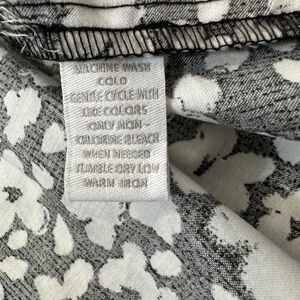 MACHINE WASH
COLD
GENTLE CYCLE WITH
LIKE COLORS
ONLY NON -
CHLORINE BLEACH
WHEN NEEDED
TUMBLE DRY LOW
WARM IRON